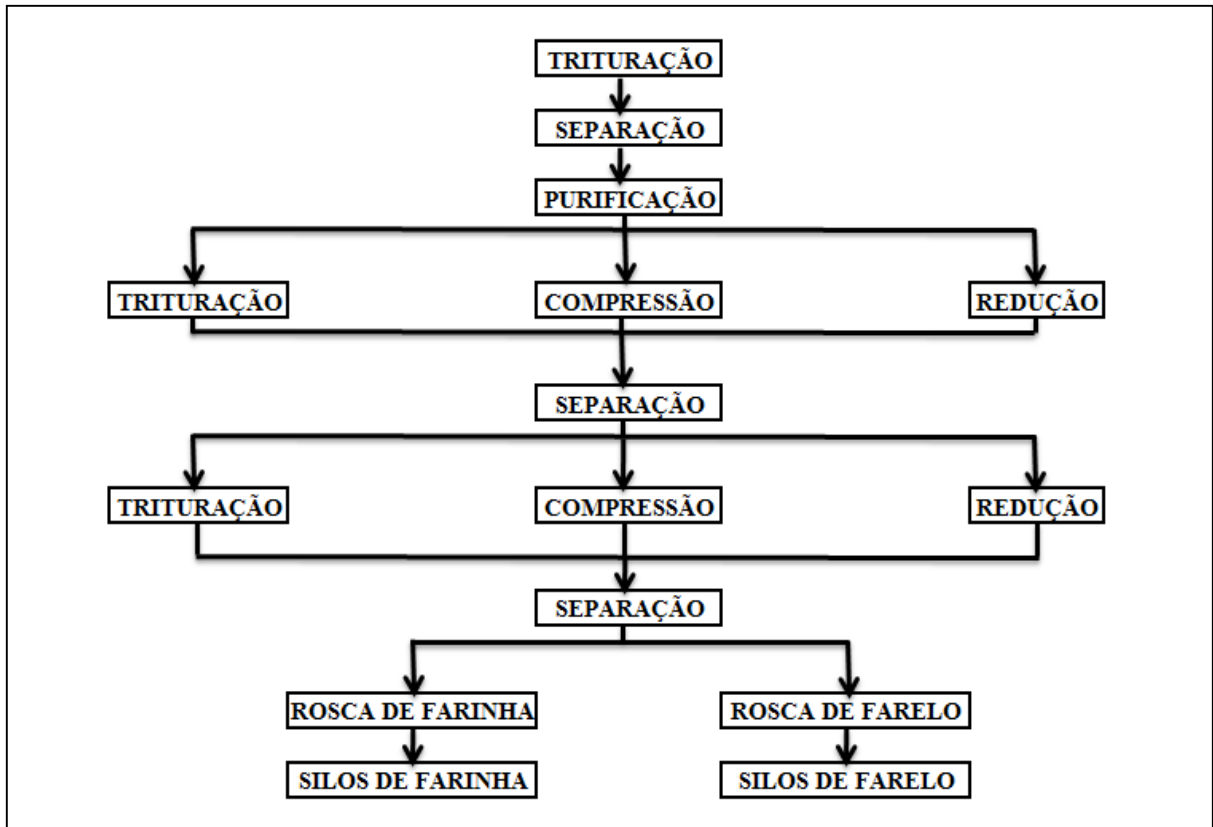 TRITURAÇÃO
SEPARAÇÃO
PURIFICAÇÃO
TRITURAÇÃO
COMPRESSÃO
REDUÇÃO
SEPARAÇÃO
TRITURAÇÃO
COMPRESSÃO
REDUÇÃO
SEPARAÇÃO
ROSCA DE FARINHA
ROSCA DE FARELO
SILOS DE FARINHA
SILOS DE FARELO